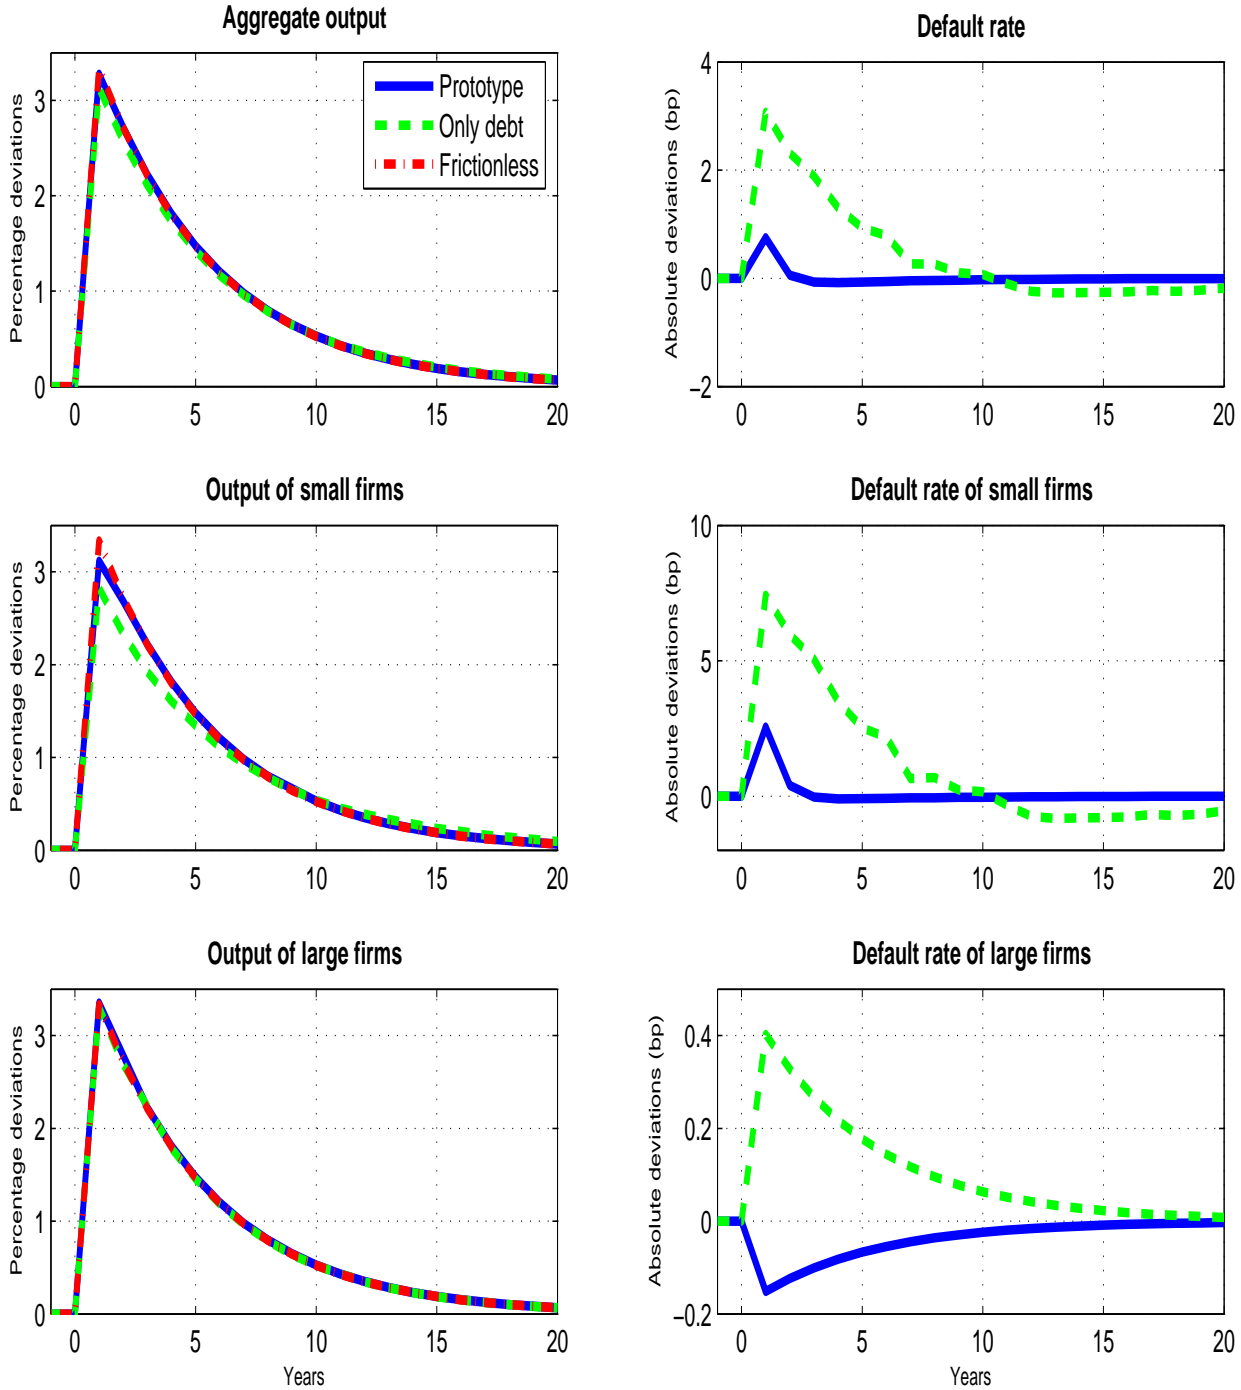 Aggregate output
Percentage deviations
3
2
1
0
0 5 10 15 20
Prototype
Only debt
Frictionless
Default rate
Absolute deviations (bp)
4
2
0
−2
0 5 10 15 20
Output of small firms
Percentage deviations
3
2
1
0
0 5 10 15 20
Default rate of small firms
Absolute deviations (bp)
10
5
0
0 5 10 15 20
Output of large firms
Percentage deviations
3
2
1
0
0 5 10 15 20
Years
Default rate of large firms
Absolute deviations (bp)
0.4
0.2
0
−0.2
0 5 10 15 20
Years